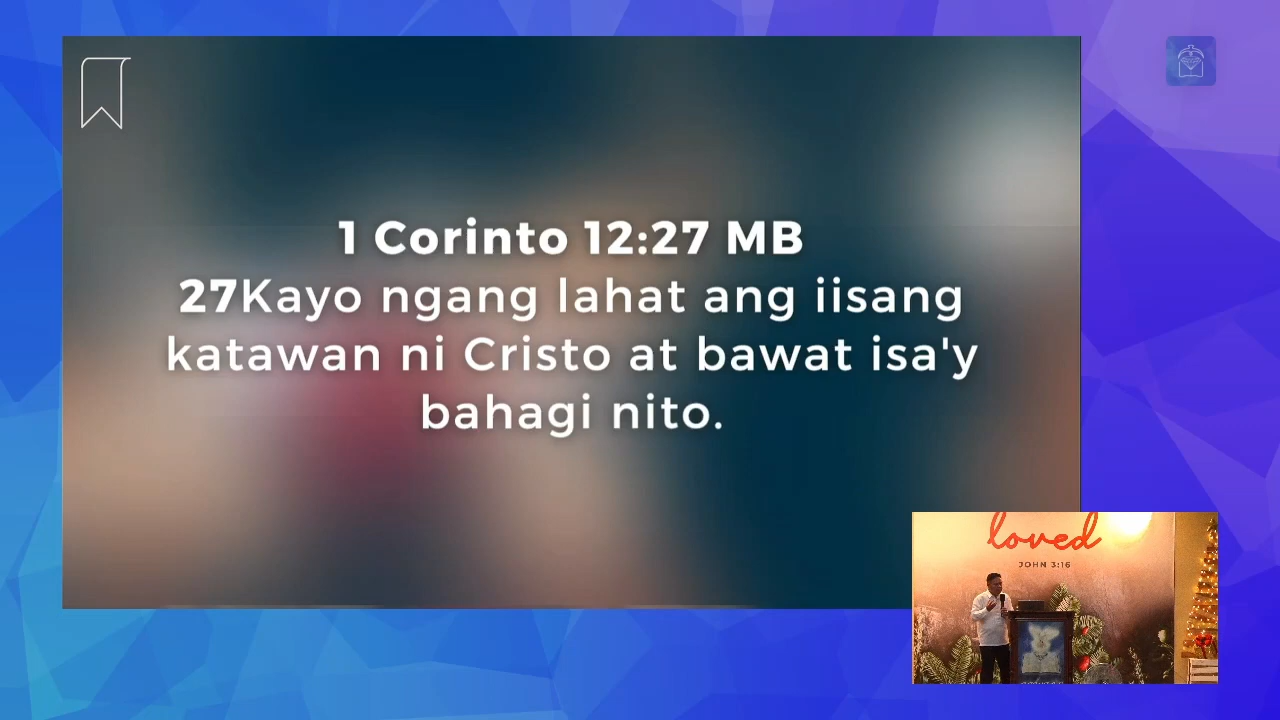 1 Corinto 12:27 MB
27Kayo ngang lahat ang iisang
katawan ni Cristo at bawat isa'y
bahagi nito.
loved
JOHN 3:16